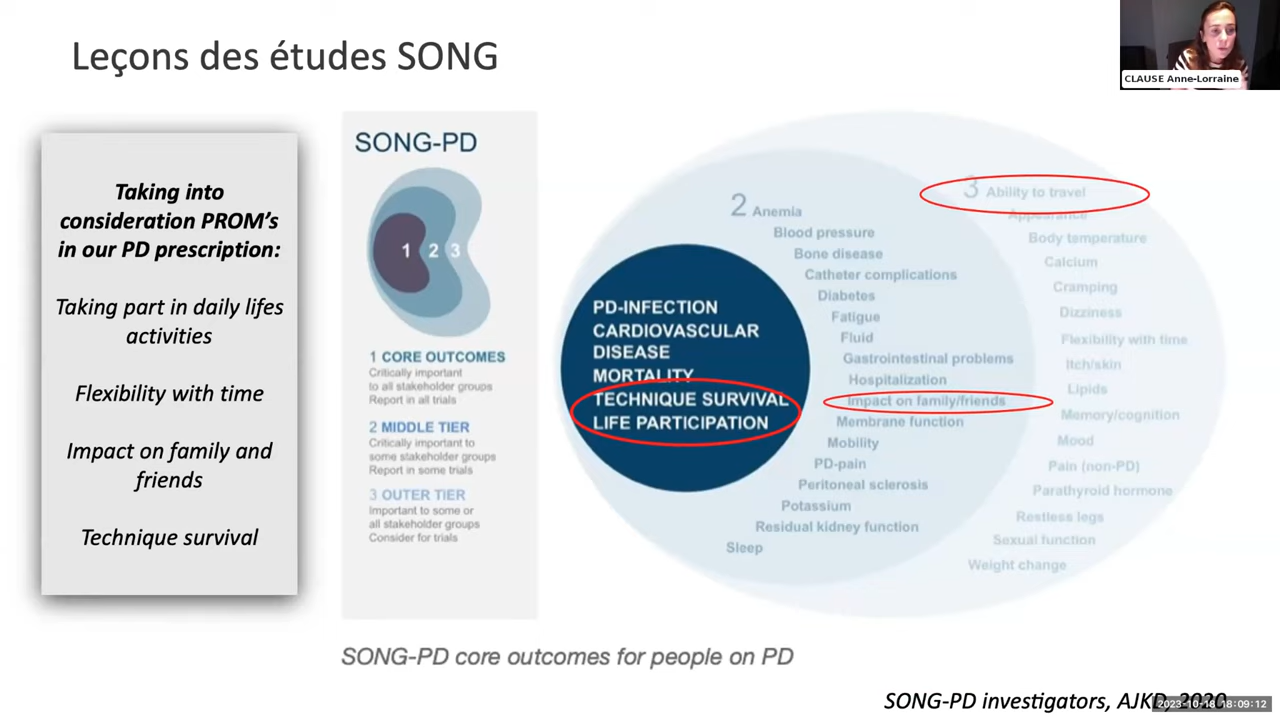 Leçons des études SONG
CLAUSE Anne-Lorraine
Taking into
consideration PROM's
in our PD prescription:
Taking part in daily lifes
activities
Flexibility with time
Impact on family and
friends
Technique survival
SONG-PD
1 2 3
1 CORE OUTCOMES
Critically important
to all stakeholder groups
Report in all trials
2 MIDDLE TIER
Critically important to
some stakeholder groups
Report in some trials
3 OUTER TIER
Important to some or
all stakeholder groups
Consider for trials
PD-INFECTION
CARDIOVASCULAR
DISEASE
MORTALITY
TECHNIQUE SURVIVAL
LIFE PARTICIPATION
2 Anemia
Blood pressure
Bone disease
Catheter complications
Diabetes
Fatigue
Fluid
Gastrointestinal problems
Hospitalization
Impact on family/friends
Membrane function
Mobility
PD-pain
Peritoneal sclerosis
Potassium
Residual kidney function
Sleep
3 Ability to travel
Appearance
Body temperature
Calcium
Cramping
Dizziness
Flexibility with time
Itch/skin
Lipids
Memory/cognition
Mood
Pain (non-PD)
Parathyroid hormone
Restless legs
Sexual function
Weight change
SONG-PD core outcomes for people on PD
SONG-PD investigators, AJKD, 2020
2023-10-18 18:09:12